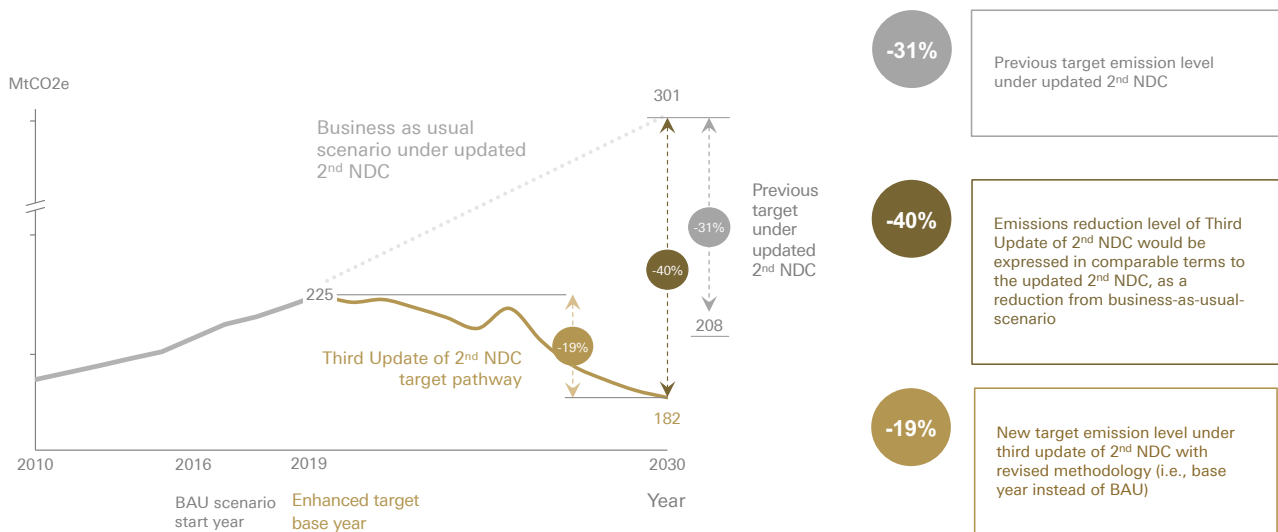 MtCO2e
301
Business as usual
scenario under updated
2nd NDC
Previous
target
under
updated
2nd NDC
-31%
-40%
225
208
-19%
Third Update of 2nd NDC
target pathway
182
2010
2016
2019
2030
BAU scenario
start year
Enhanced target
base year
Year
-31%
Previous target emission level
under updated 2nd NDC
-40%
Emissions reduction level of Third
Update of 2nd NDC would be
expressed in comparable terms to
the updated 2nd NDC, as a
reduction from business-as-usual-
scenario
-19%
New target emission level under
third update of 2nd NDC with
revised methodology (i.e., base
year instead of BAU)